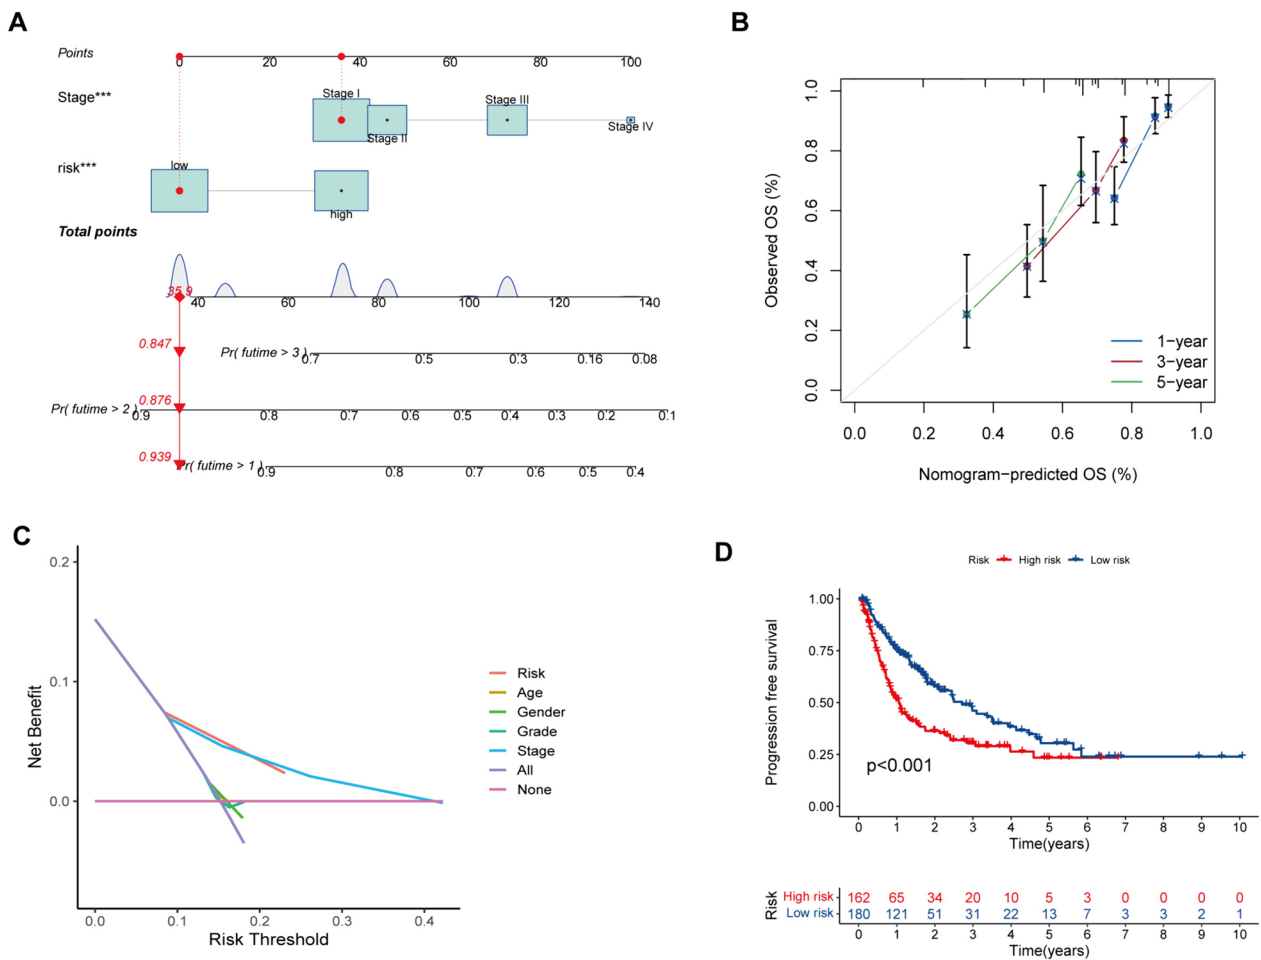 A
Points
0 20 40 60 80 100
Stage***
Stage I
Stage II
Stage III
Stage IV
risk***
low
high
Total points
35.9
40 60 80 100 120 140
0.847
Pr( futime > 3 )
0.7 0.5 0.3 0.16 0.08
0.876
Pr( futime > 2 )
0.9 0.8 0.7 0.6 0.5 0.4 0.3 0.2 0.1
0.939
Pr( futime > 1 )
0.9 0.8 0.7 0.6 0.5 0.4
B
Observed OS (%)
1.0
0.8
0.6
0.4
0.2
0.0
1-year
3-year
5-year
0.0 0.2 0.4 0.6 0.8 1.0
Nomogram-predicted OS (%)
C
Net Benefit
0.2
0.1
0.0
Risk
Age
Gender
Grade
Stage
All
None
0.0 0.1 0.2 0.3 0.4
Risk Threshold
D
Risk High risk Low risk
Progression free survival
1.00
0.75
0.50
0.25
0.00
p<0.001
0 1 2 3 4 5 6 7 8 9 10
Time(years)
Risk
High risk 162 65 34 20 10 5 3 0 0 0 0
Low risk 180 121 51 31 22 13 7 3 3 2 1
0 1 2 3 4 5 6 7 8 9 10
Time(years)